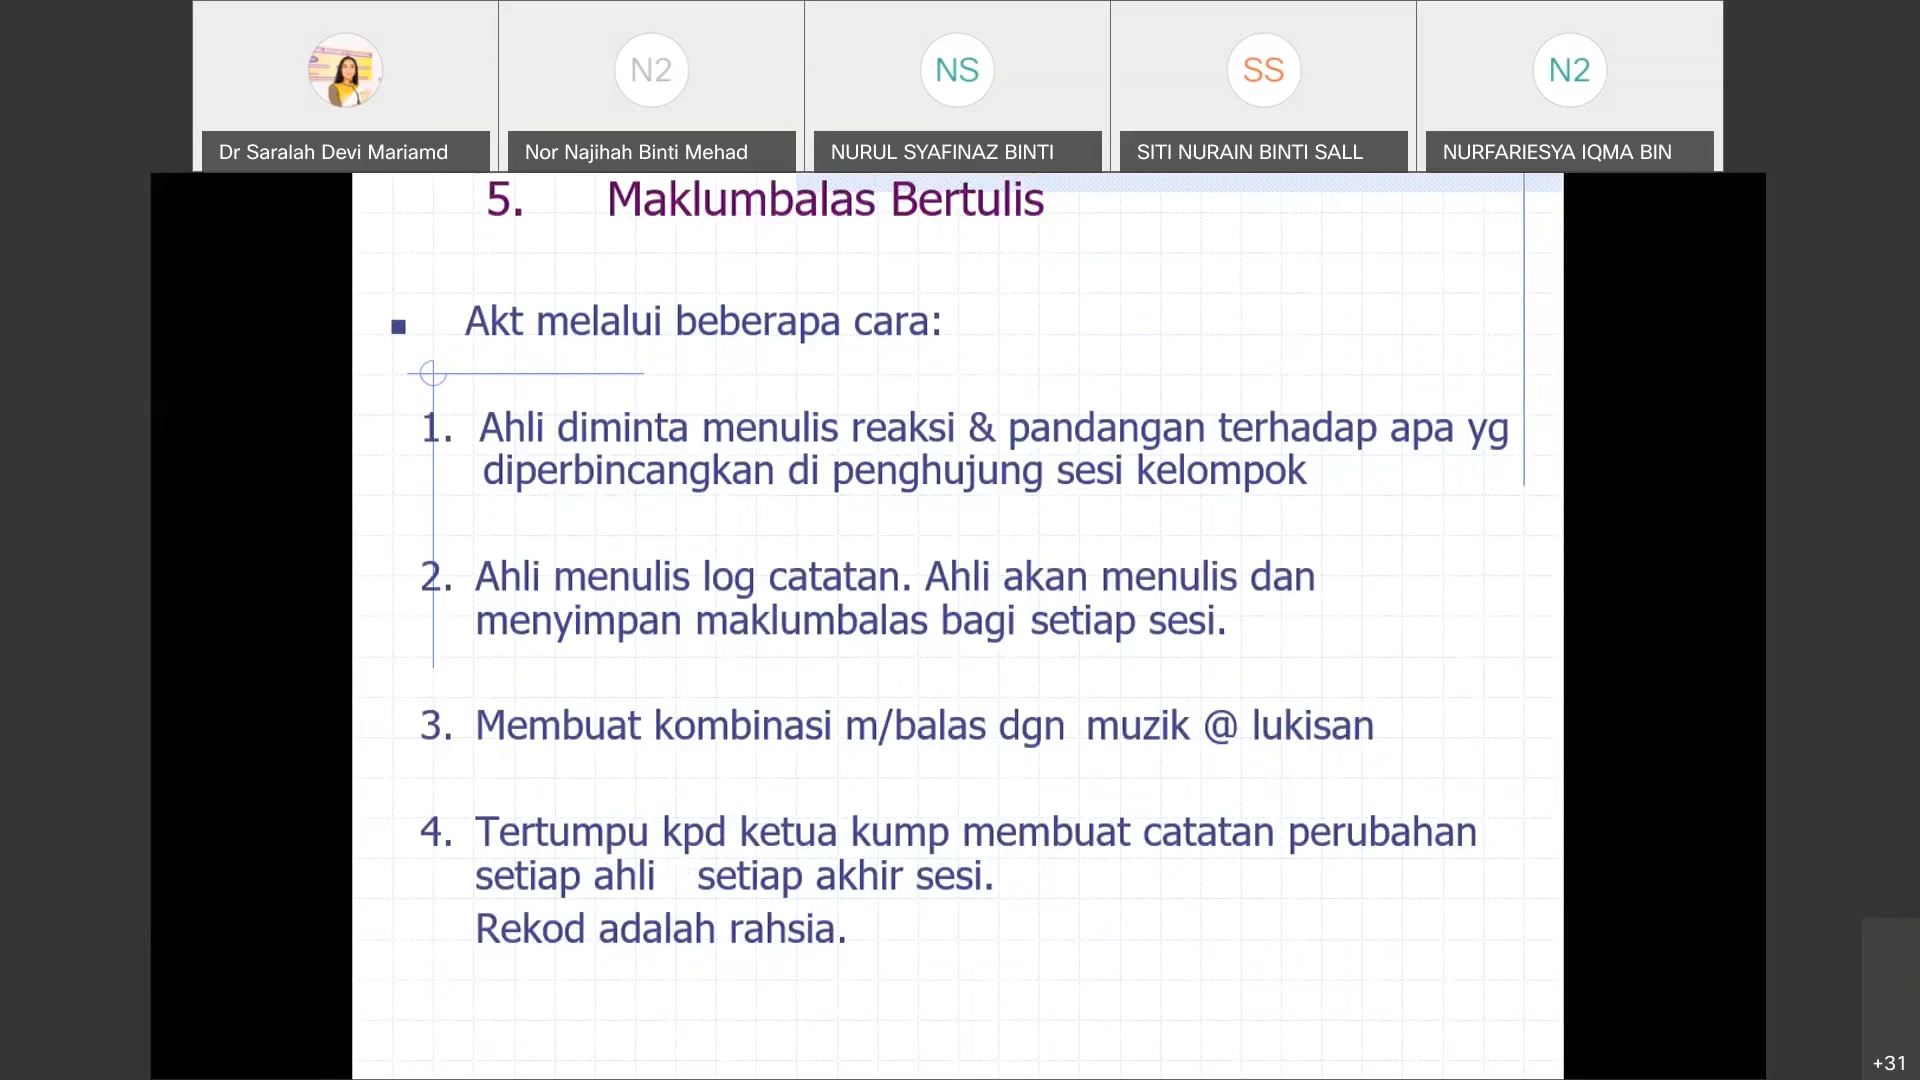 N2
NS
SS
N2
Dr Saralah Devi Mariamd
Nor Najihah Binti Mehad
NURUL SYAFINAZ BINTI
SITI NURAIN BINTI SALL
NURFARIESYA IQMA BIN
5. Maklumbalas Bertulis
Akt melalui beberapa cara:
1. Ahli diminta menulis reaksi & pandangan terhadap apa yg
diperbincangkan di penghujung sesi kelompok
2. Ahli menulis log catatan. Ahli akan menulis dan
menyimpan maklumbalas bagi setiap sesi.
3. Membuat kombinasi m/balas dgn muzik @ lukisan
4. Tertumpu kpd ketua kump membuat catatan perubahan
setiap ahli setiap akhir sesi.
Rekod adalah rahsia.
+31